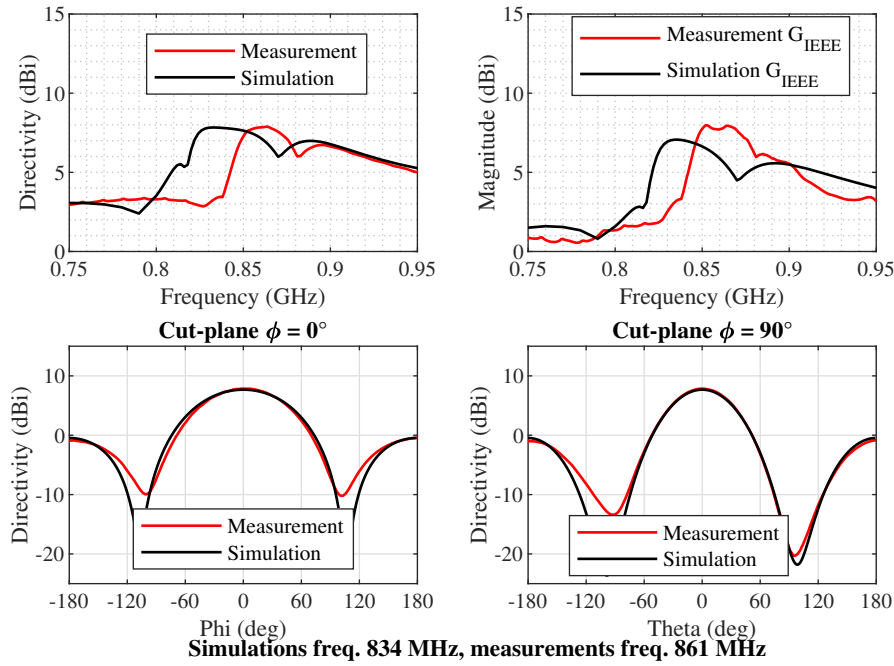 15
10
5
0
Directivity (dBi)
Measurement
Simulation
0.75 0.8 0.85 0.9 0.95
Frequency (GHz)
15
10
5
0
Magnitude (dBi)
Measurement G_IEEE
Simulation G_IEEE
0.75 0.8 0.85 0.9 0.95
Frequency (GHz)
Cut-plane ϕ = 0°
10
0
-10
-20
Directivity (dBi)
Measurement
Simulation
-180 -120 -60 0 60 120 180
Phi (deg)
Cut-plane ϕ = 90°
10
0
-10
-20
Directivity (dBi)
Measurement
Simulation
-180 -120 -60 0 60 120 180
Theta (deg)
Simulations freq. 834 MHz, measurements freq. 861 MHz